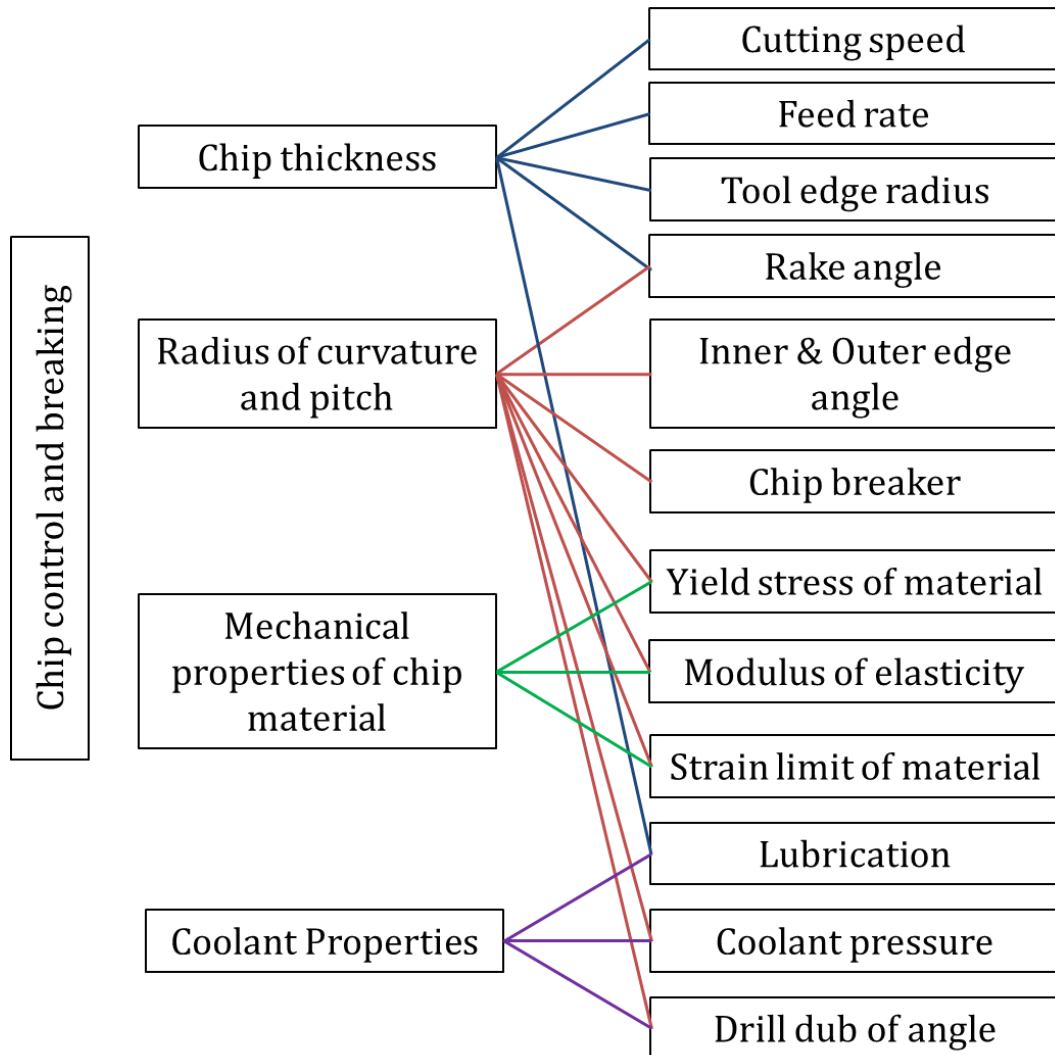 Chip control and breaking
Chip thickness
Radius of curvature
and pitch
Mechanical
properties of chip
material
Coolant Properties
Cutting speed
Feed rate
Tool edge radius
Rake angle
Inner & Outer edge
angle
Chip breaker
Yield stress of material
Modulus of elasticity
Strain limit of material
Lubrication
Coolant pressure
Drill dub of angle